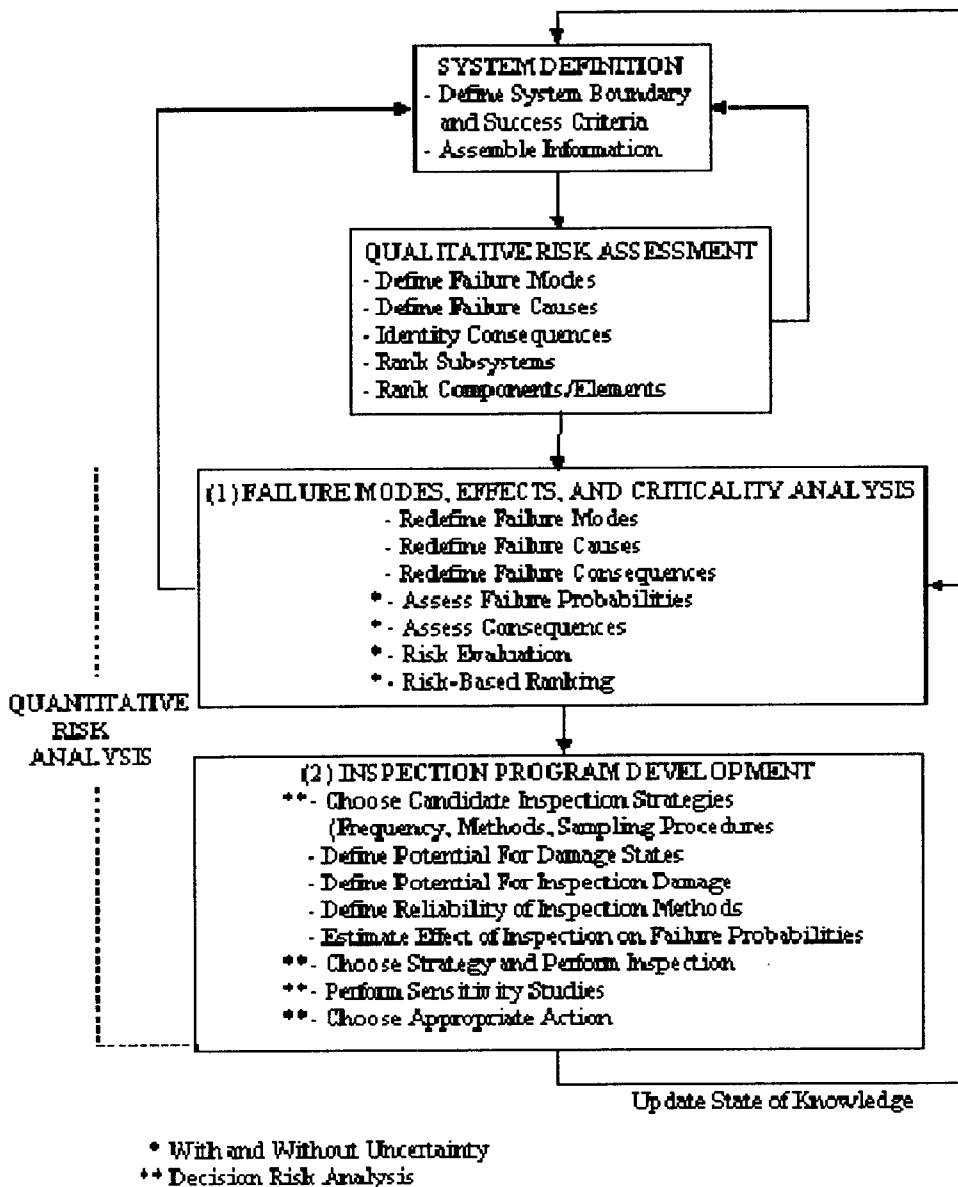 SYSTEM DEFINITION
- Define System Boundary
and Success Criteria
- Assemble Information
QUALITATIVE RISK ASSESSMENT
- Define Failure Modes
- Define Failure Causes
- Identity Consequences
- Rank Subsystems
- Rank Components/Elements
(1) FAILURE MODES, EFFECTS, AND CRITICALITY ANALYSIS
- Redefine Failure Modes
- Redefine Failure Causes
- Redefine Failure Consequences
* - Assess Failure Probabilities
* - Assess Consequences
* - Risk Evaluation
* - Risk-Based Ranking
QUANTITATIVE
RISK
ANALYSIS
(2) INSPECTION PROGRAM DEVELOPMENT
** - Choose Candidate Inspection Strategies
(Frequency, Methods, Sampling Procedures
- Define Potential For Damage States
- Define Potential For Inspection Damage
- Define Reliability of Inspection Methods
- Estimate Effect of Inspection on Failure Probabilities
** - Choose Strategy and Perform Inspection
** - Perform Sensitivity Studies
** - Choose Appropriate Action
Update State of Knowledge
* With and Without Uncertainty
** Decision Risk Analysis